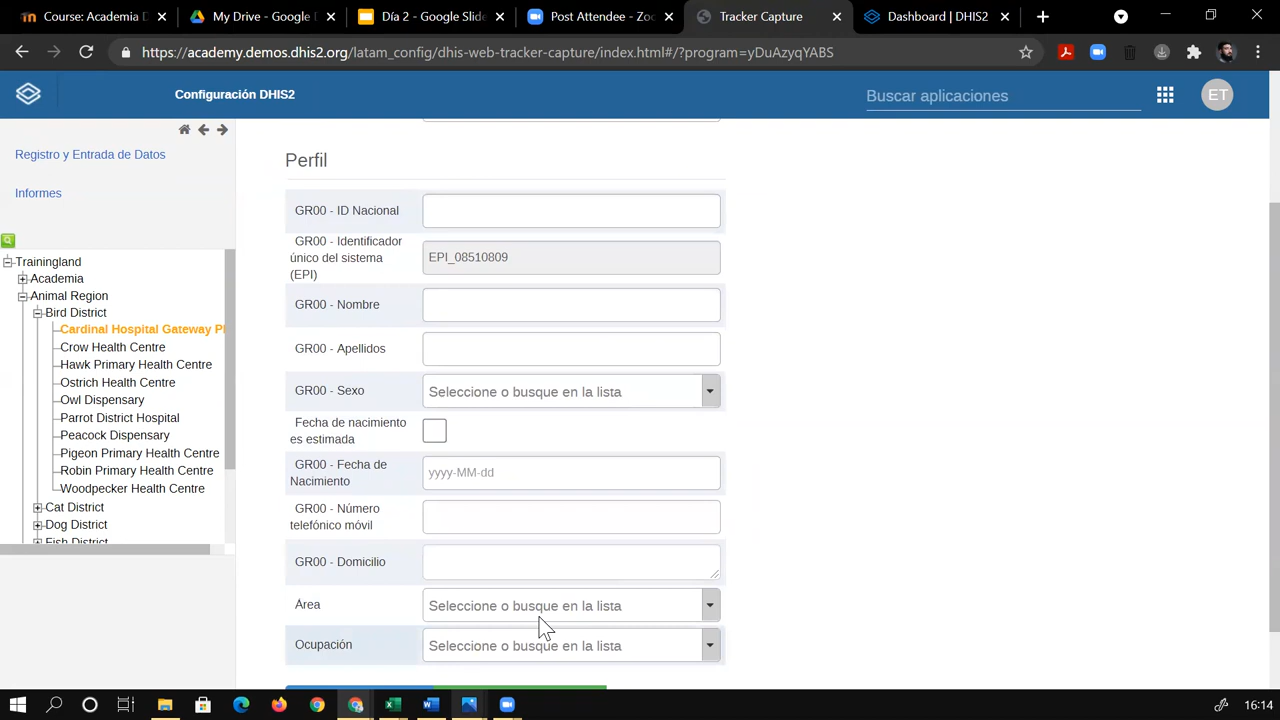 Course: Academia D
My Drive - Google D
Día 2 - Google Slide
Post Attendee - Zoo
Tracker Capture
Dashboard | DHIS2
https://academy.demos.dhis2.org/latam_config/dhis-web-tracker-capture/index.html#/?program=yDuAzyqYABS
Configuración DHIS2
Buscar aplicaciones
ET
Registro y Entrada de Datos
Informes
Trainingland
Academia
Animal Region
Bird District
Cardinal Hospital Gateway P
Crow Health Centre
Hawk Primary Health Centre
Ostrich Health Centre
Owl Dispensary
Parrot District Hospital
Peacock Dispensary
Pigeon Primary Health Centre
Robin Primary Health Centre
Woodpecker Health Centre
Cat District
Dog District
Fish District
Perfil
GR00 - ID Nacional
GR00 - Identificador
único del sistema
(EPI)
EPI_08510809
GR00 - Nombre
GR00 - Apellidos
GR00 - Sexo
Seleccione o busque en la lista
Fecha de nacimiento
es estimada
GR00 - Fecha de
Nacimiento
yyyy-MM-dd
GR00 - Número
telefónico móvil
GR00 - Domicilio
Área
Seleccione o busque en la lista
Ocupación
Seleccione o busque en la lista
16:14